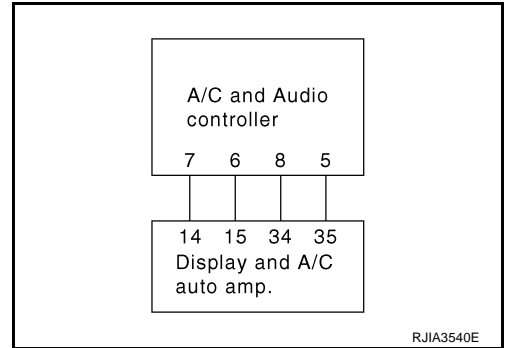 A/C and Audio
controller
7 6 8 5
14 15 34 35
Display and A/C
auto amp.
RJIA3540E